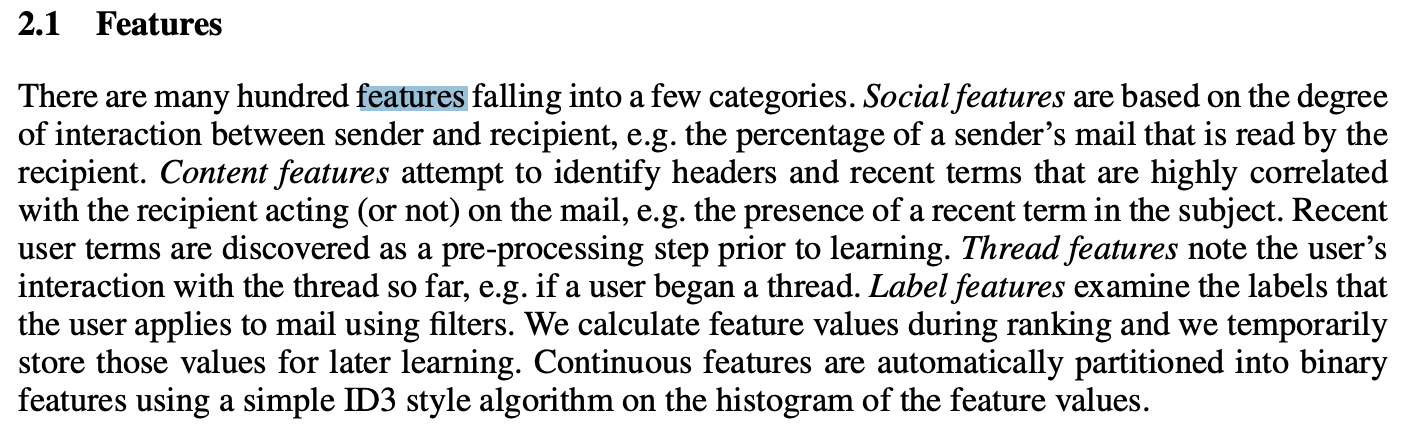 2.1 Features
There are many hundred features falling into a few categories. Social features are based on the degree
of interaction between sender and recipient, e.g. the percentage of a sender's mail that is read by the
recipient. Content features attempt to identify headers and recent terms that are highly correlated
with the recipient acting (or not) on the mail, e.g. the presence of a recent term in the subject. Recent
user terms are discovered as a pre-processing step prior to learning. Thread features note the user's
interaction with the thread so far, e.g. if a user began a thread. Label features examine the labels that
the user applies to mail using filters. We calculate feature values during ranking and we temporarily
store those values for later learning. Continuous features are automatically partitioned into binary
features using a simple ID3 style algorithm on the histogram of the feature values.